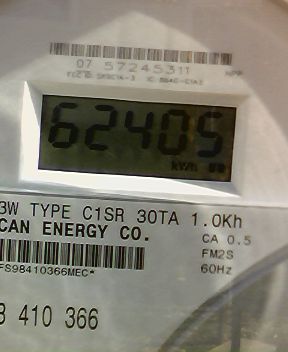 07 57245311
62405
kWh
3W TYPE C1SR 30TA 1.0Kh
CAN ENERGY CO.
CA 0.5
FM2S
60Hz
FS98410366MEC*
8 410 366